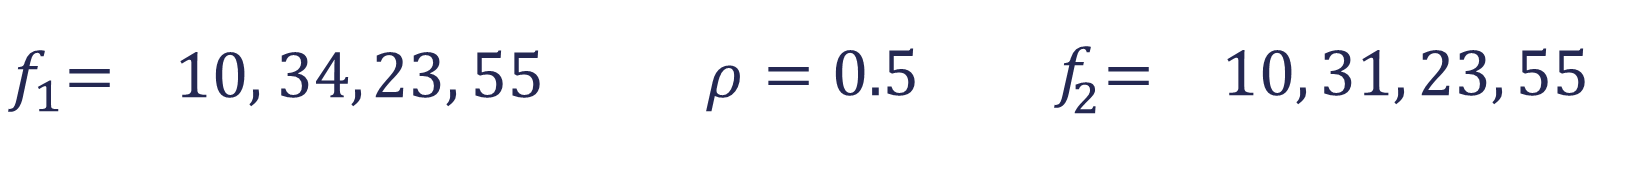 f₁= 10, 34, 23, 55 ρ = 0.5 f₂= 10, 31, 23, 55